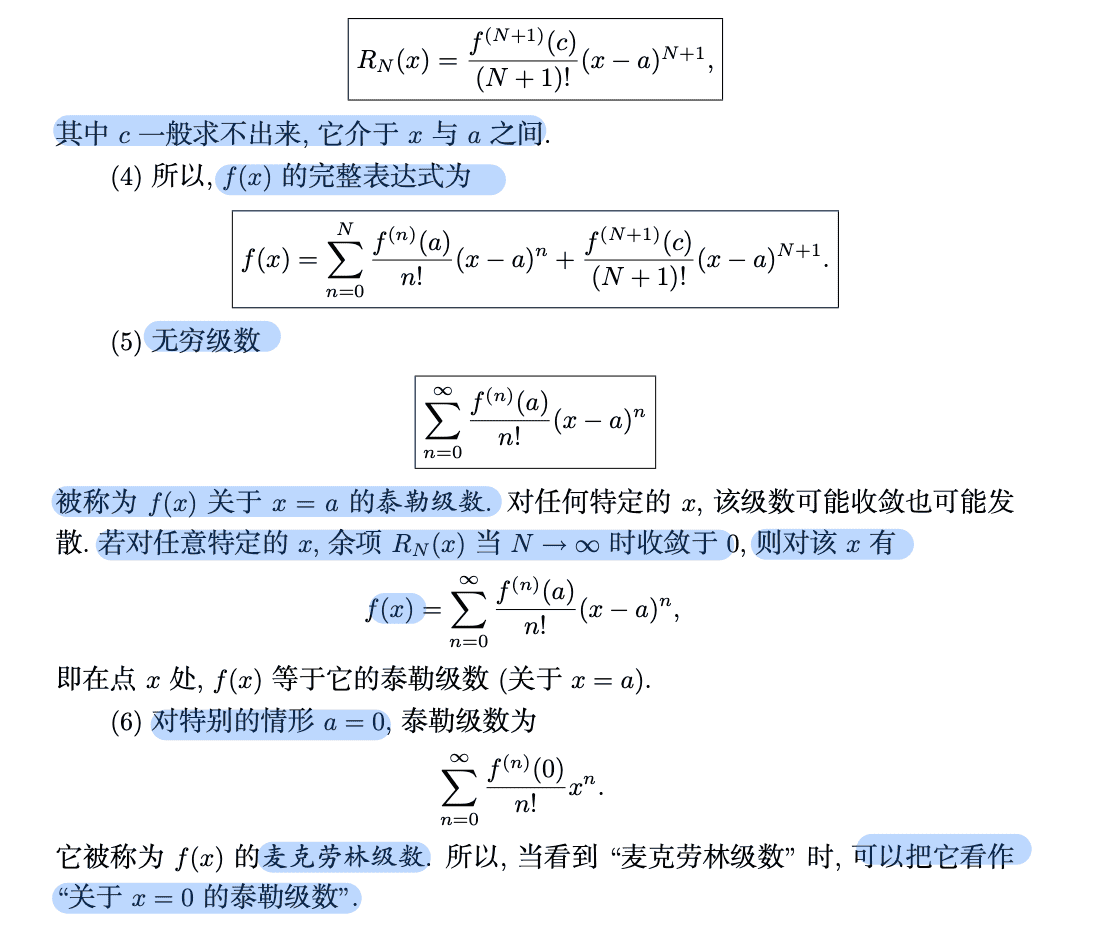 R_N(x) = \frac{f^{(N+1)}(c)}{(N+1)!}(x − a)^{N+1},
其中 c 一般求不出来, 它介于 x 与 a 之间.
(4) 所以, f(x) 的完整表达式为
f(x) = \sum_{n=0}^{N} \frac{f^{(n)}(a)}{n!}(x − a)^n + \frac{f^{(N+1)}(c)}{(N+1)!}(x − a)^{N+1}.
(5) 无穷级数
\sum_{n=0}^{∞} \frac{f^{(n)}(a)}{n!}(x − a)^n
被称为 f(x) 关于 x = a 的泰勒级数. 对任何特定的 x, 该级数可能收敛也可能发
散. 若对任意特定的 x, 余项 R_N(x) 当 N → ∞ 时收敛于 0, 则对该 x 有
f(x) = \sum_{n=0}^{∞} \frac{f^{(n)}(a)}{n!}(x − a)^n,
即在点 x 处, f(x) 等于它的泰勒级数 (关于 x = a).
(6) 对特别的情形 a = 0, 泰勒级数为
\sum_{n=0}^{∞} \frac{f^{(n)}(0)}{n!}x^n.
它被称为 f(x) 的麦克劳林级数. 所以, 当看到 “麦克劳林级数” 时, 可以把它看作
“关于 x = 0 的泰勒级数”.